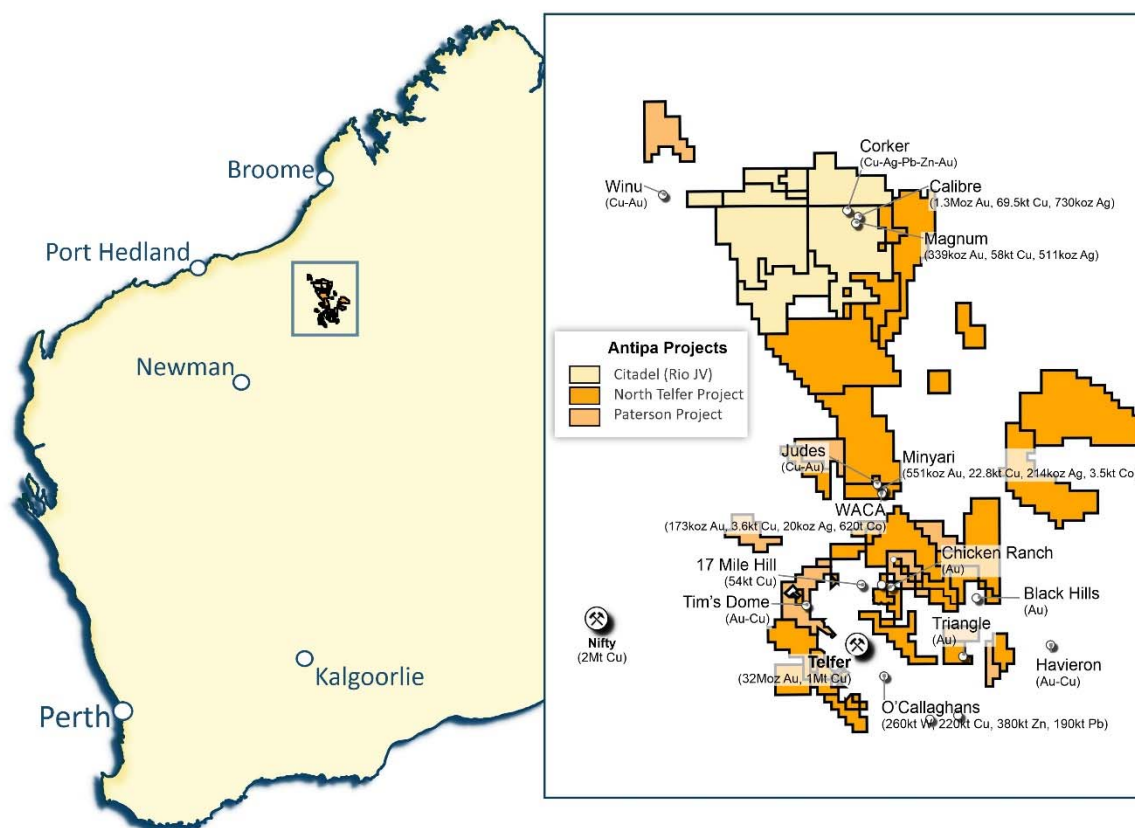 Broome
Port Hedland
Newman
Kalgoorlie
Perth
Corker
(Cu-Ag-Pb-Zn-Au)
Winu
(Cu-Au)
Calibre
(1.3Moz Au, 69.5kt Cu, 730koz Ag)
Magnum
(339koz Au, 58kt Cu, 511koz Ag)
Antipa Projects
Citadel (Rio JV)
North Telfer Project
Paterson Project
Judes
(Cu-Au)
Minyari
(551koz Au, 22.8kt Cu, 214koz Ag, 3.5kt Co
WACA
(173koz Au, 3.6kt Cu, 20koz Ag, 620t Co)
Chicken Ranch
(Au)
17 Mile Hill
(54kt Cu)
Tim's Dome
(Au-Cu)
Black Hills
(Au)
Triangle
(Au)
Nifty
(2Mt Cu)
Telfer
(32Moz Au, 1Mt Cu)
Havieron
(Au-Cu)
O'Callaghans
(260kt W, 220kt Cu, 380kt Zn, 190kt Pb)